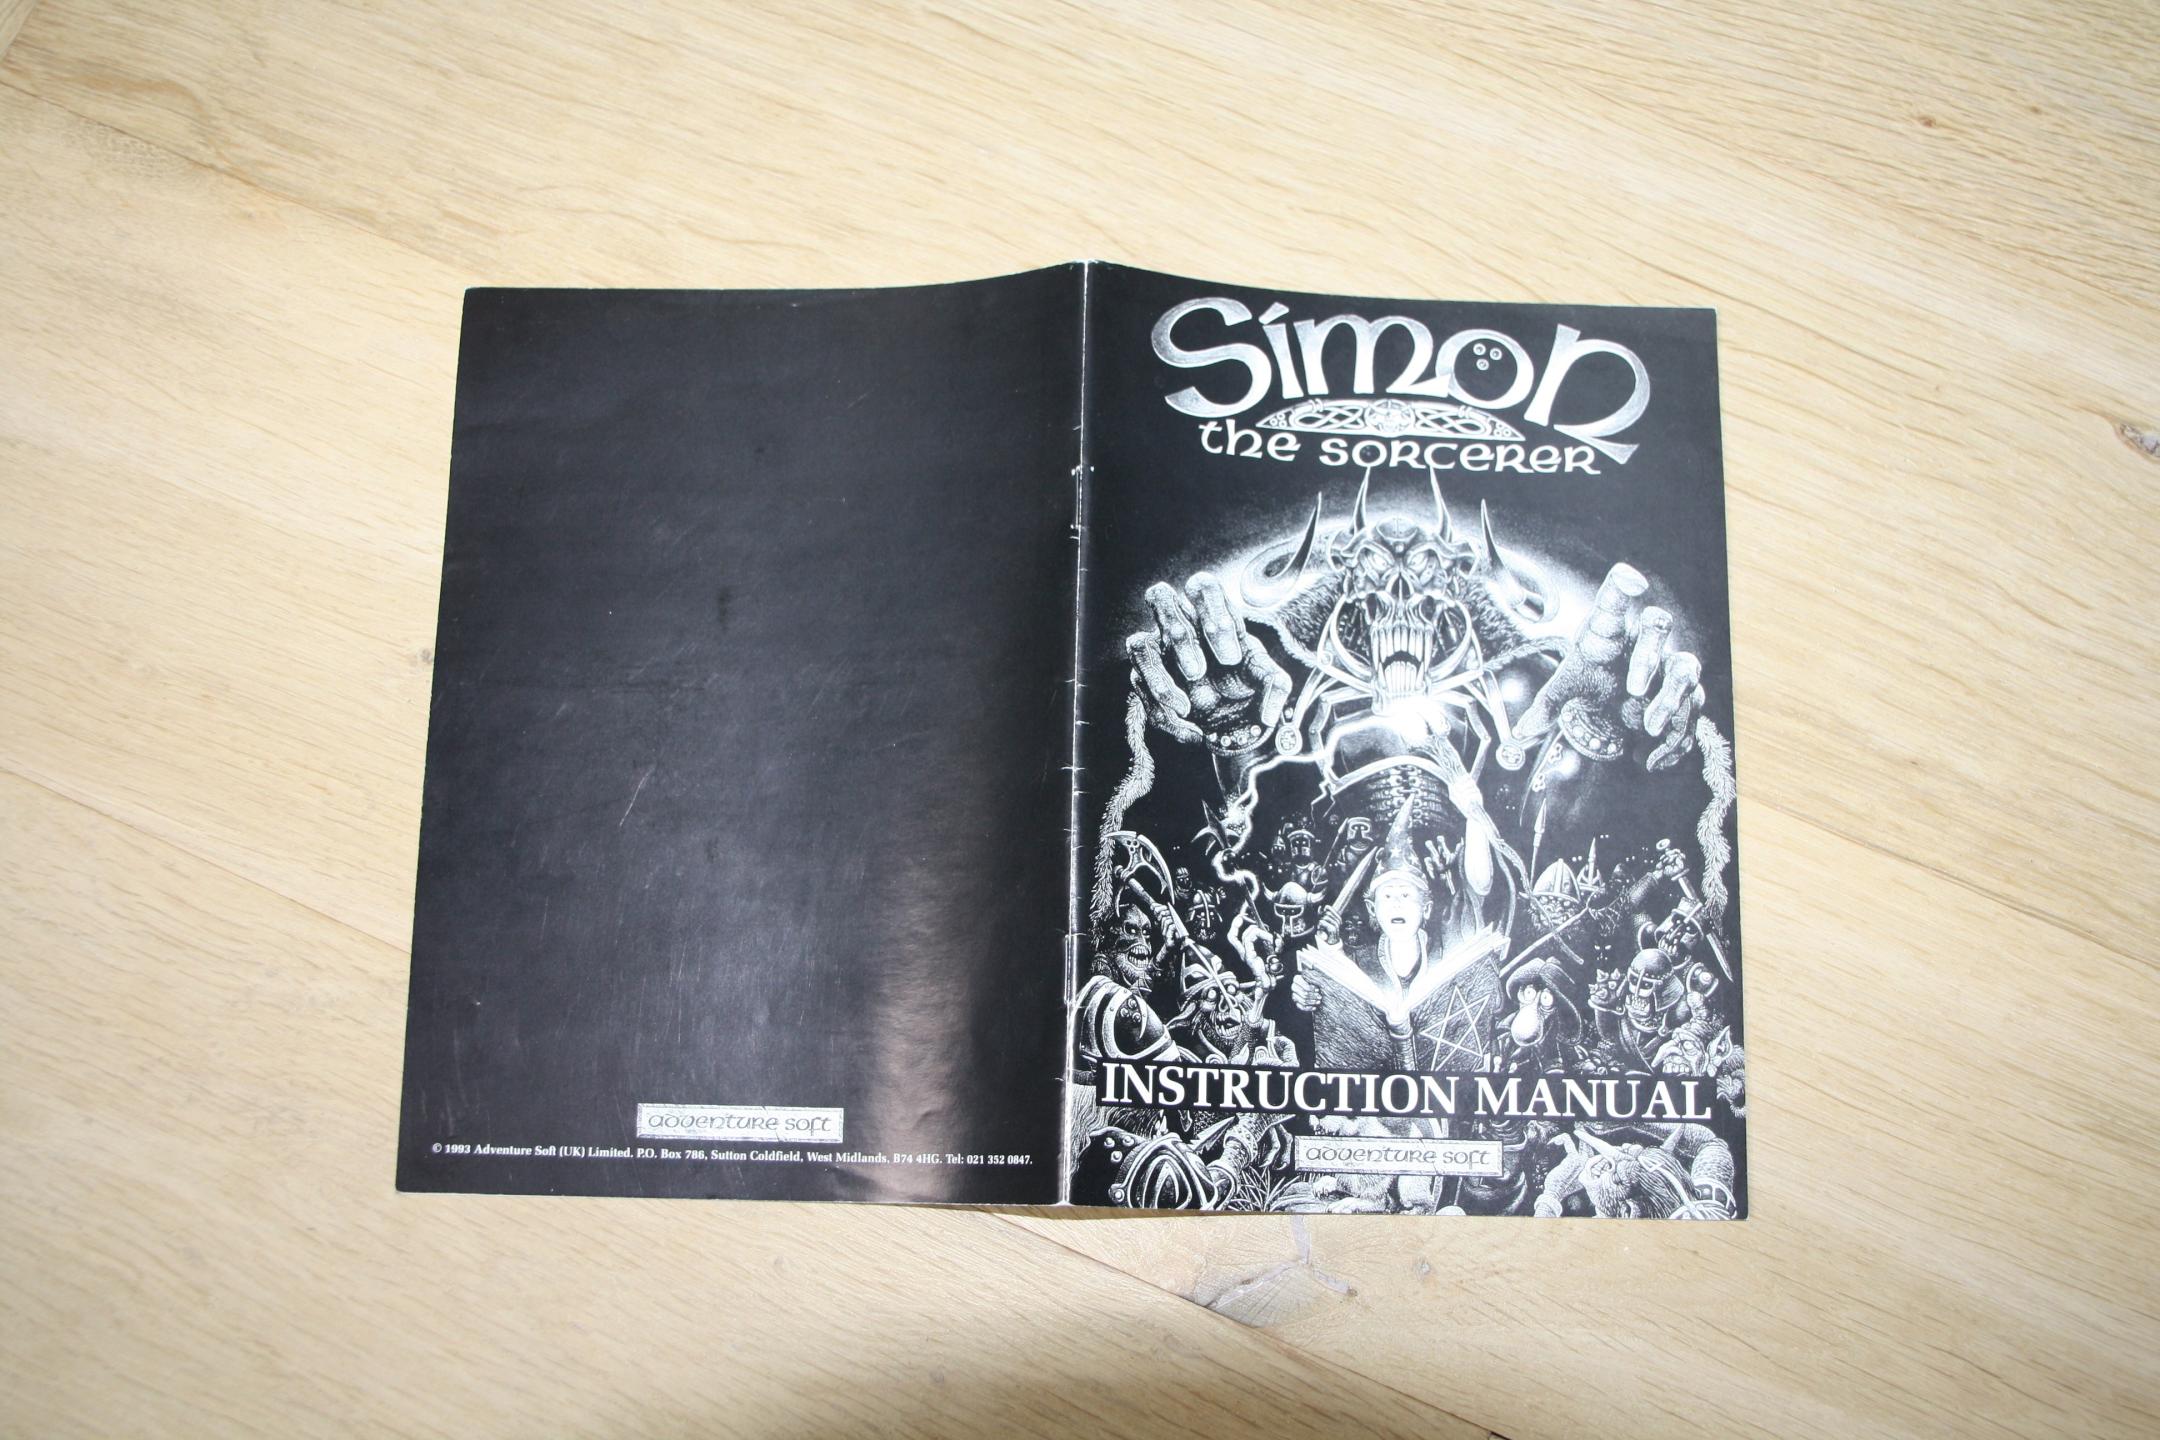 adventure soft
© 1993 Adventure Soft (UK) Limited. P.O. Box 786, Sutton Coldfield, West Midlands, B74 4HG. Tel: 021 352 0847.
Simon
the sorcerer
INSTRUCTION MANUAL
adventure soft